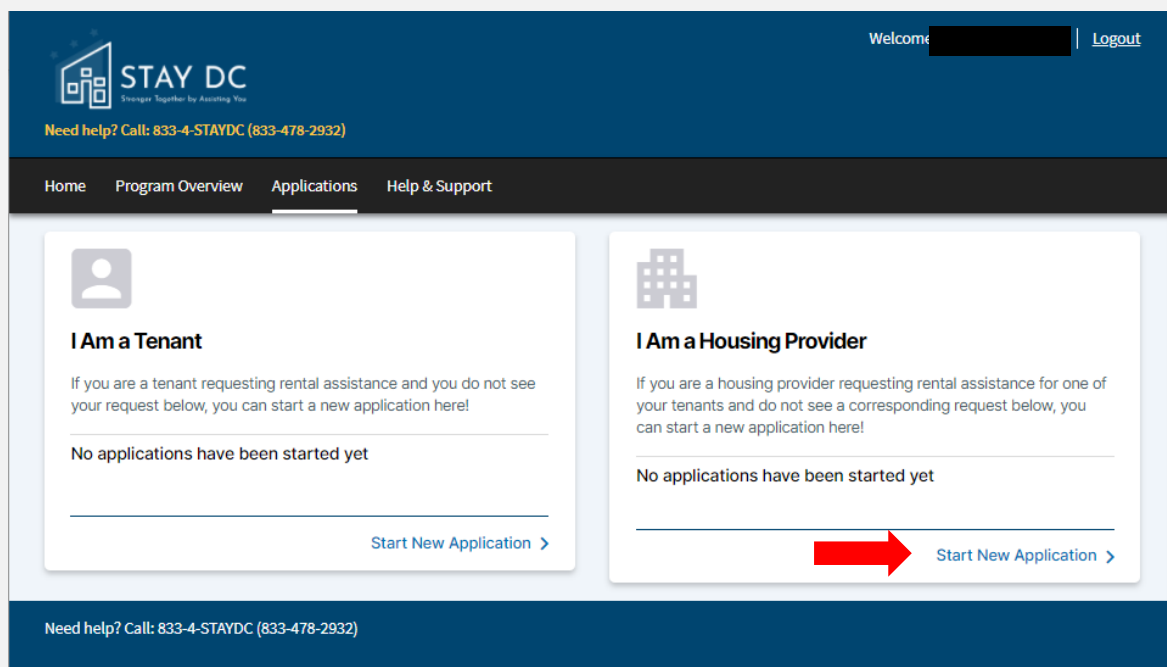 Welcome
Logout
STAY DC
Stronger Together by Assisting You
Need help? Call: 833-4-STAYDC (833-478-2932)
Home Program Overview Applications Help & Support
I Am a Tenant
If you are a tenant requesting rental assistance and you do not see
your request below, you can start a new application here!
No applications have been started yet
Start New Application
I Am a Housing Provider
If you are a housing provider requesting rental assistance for one of
your tenants and do not see a corresponding request below, you
can start a new application here!
No applications have been started yet
Start New Application
Need help? Call: 833-4-STAYDC (833-478-2932)